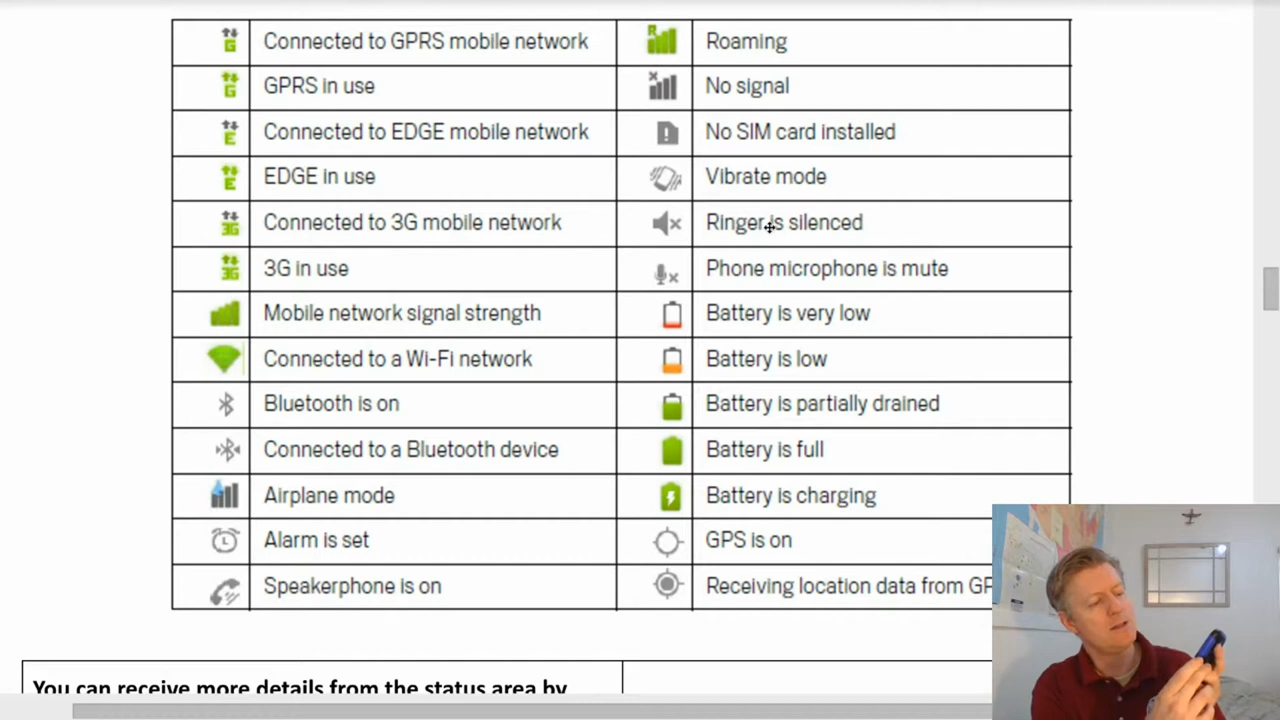 G Connected to GPRS mobile network R Roaming
G GPRS in use x No signal
E Connected to EDGE mobile network ! No SIM card installed
E EDGE in use Vibrate mode
3G Connected to 3G mobile network Ringer is silenced
3G 3G in use Phone microphone is mute
Mobile network signal strength Battery is very low
Connected to a Wi-Fi network Battery is low
Bluetooth is on Battery is partially drained
Connected to a Bluetooth device Battery is full
Airplane mode Battery is charging
Alarm is set GPS is on
Speakerphone is on Receiving location data from GP
You can receive more details from the status area by